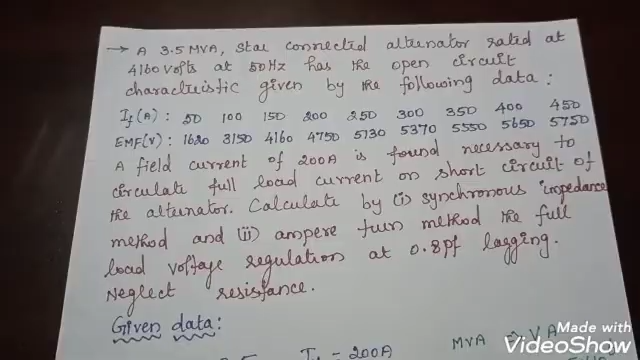 → A 3.5 MVA, star connected alternator rated at
4160 volts at 50Hz has the open circuit
charactristic given by the following data :
If(A): 50 100 150 200 250 300 350 400 450
EMF(V): 1620 3150 4160 4750 5130 5370 5550 5650 5750
A field current of 200A is found necessary to
circulate full load current on short circuit of
the alternator. Calculate by (i) synchronous impedance
method and (ii) ampere turn method the full
load voltage regulation at 0.8pf lagging.
Neglect resistance.
Given data:
MVA VA
= 200A
Made with
VideoShow